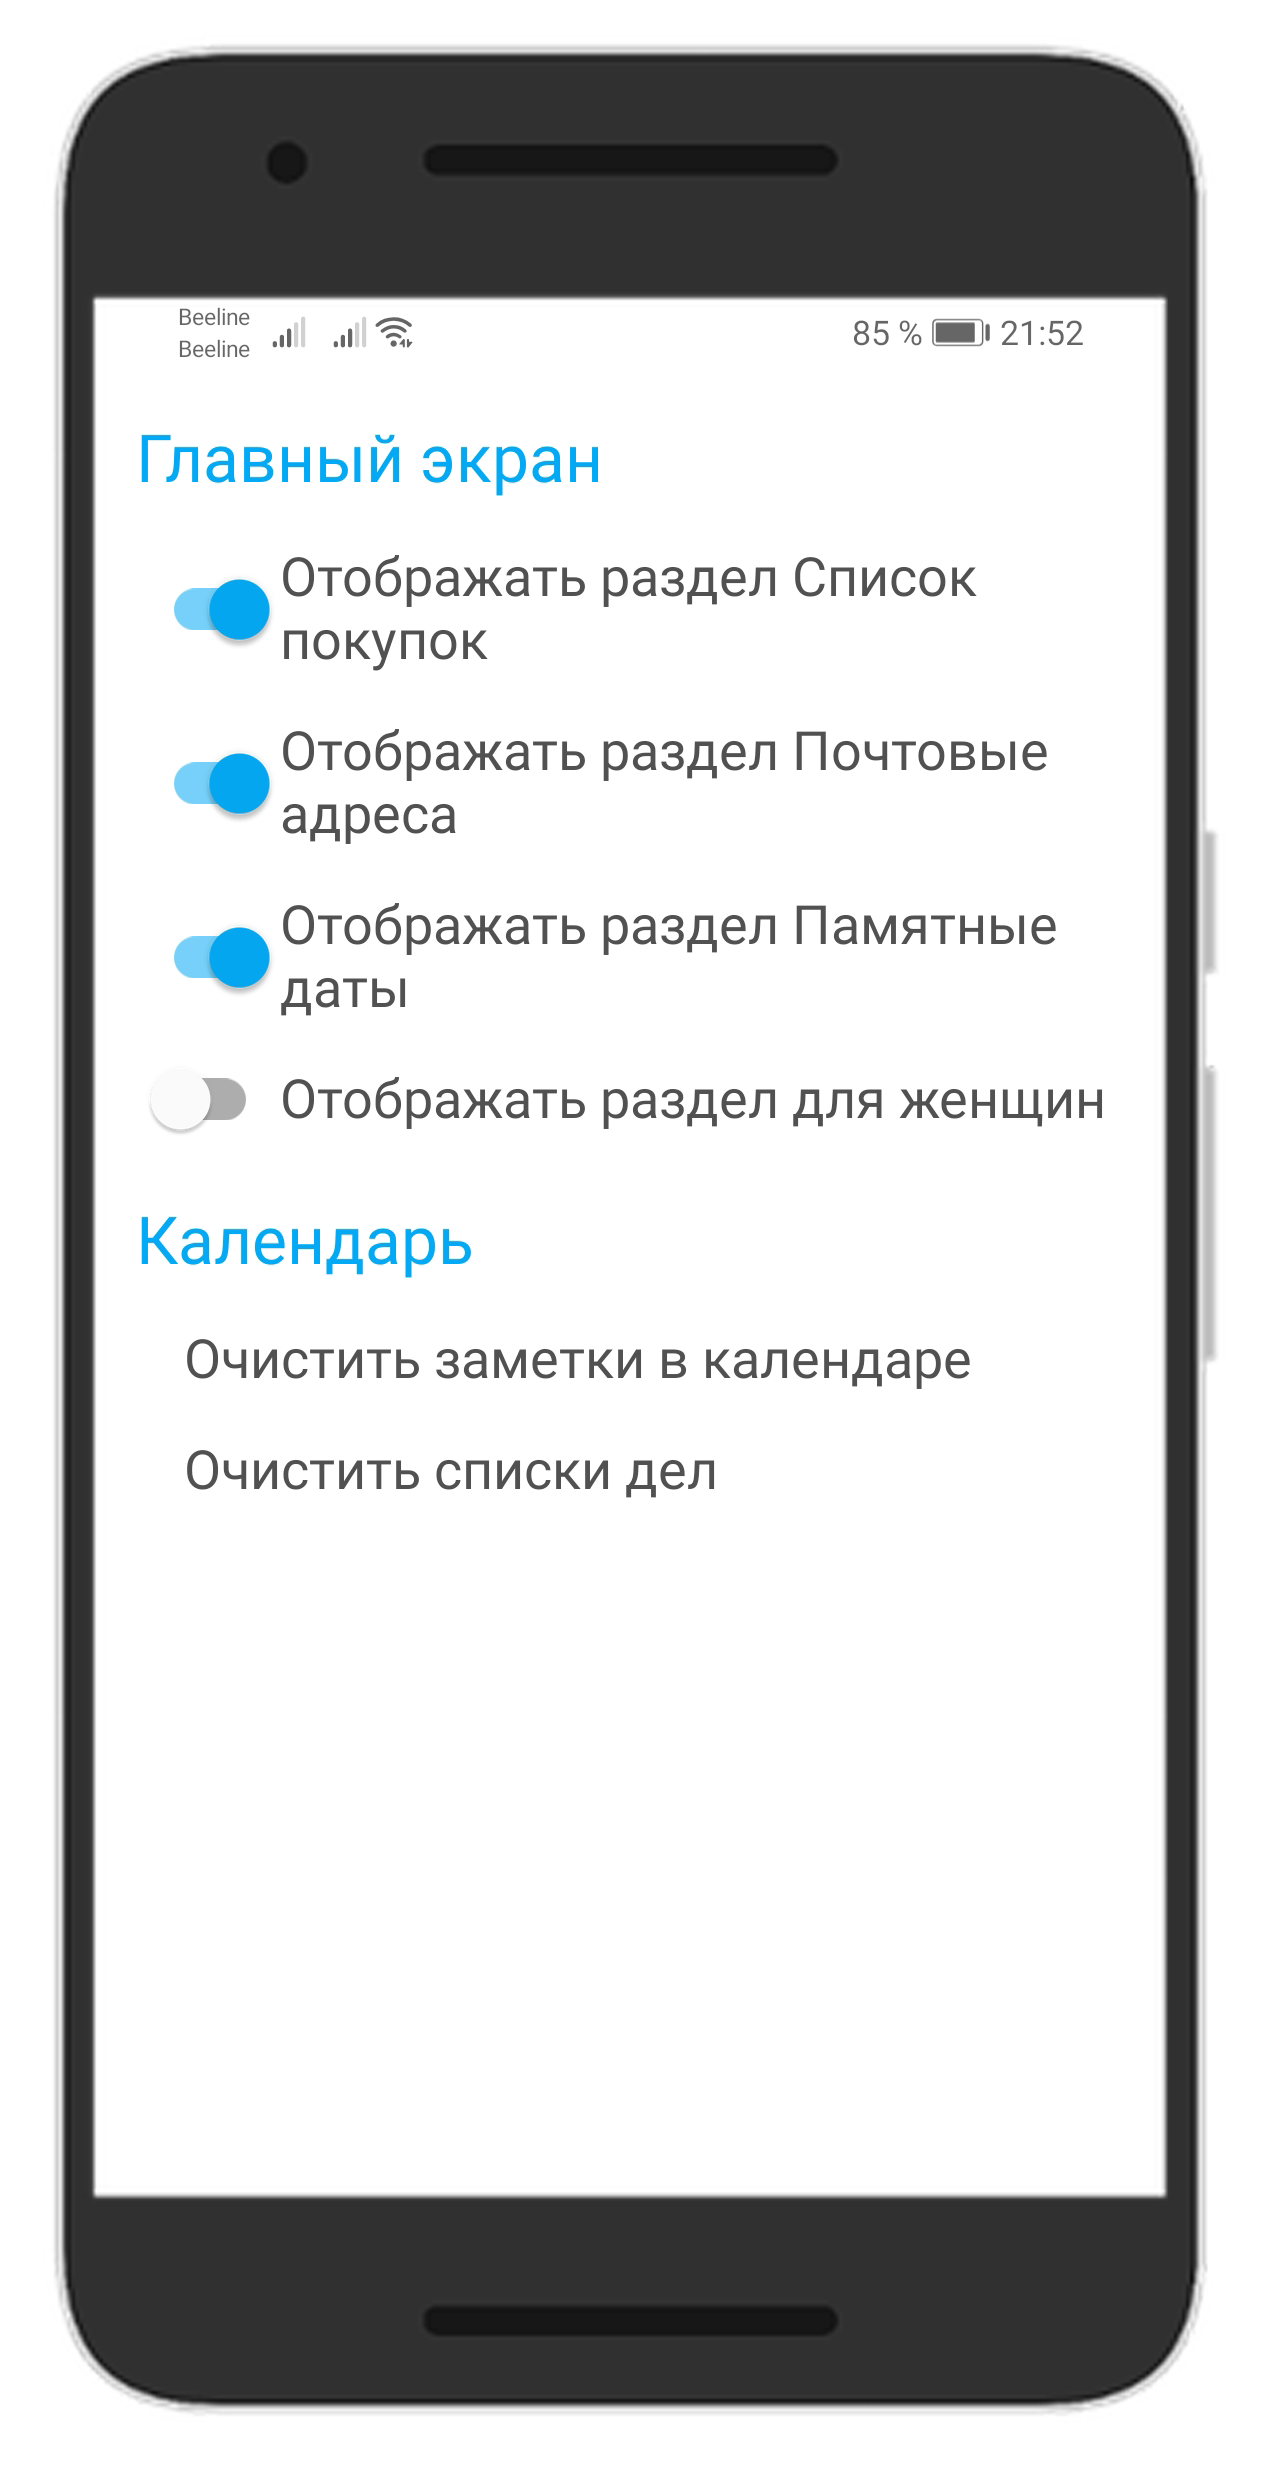 Beeline
Beeline
85 % 21:52
Главный экран
Отображать раздел Список
покупок
Отображать раздел Почтовые
адреса
Отображать раздел Памятные
даты
Отображать раздел для женщин
Календарь
Очистить заметки в календаре
Очистить списки дел